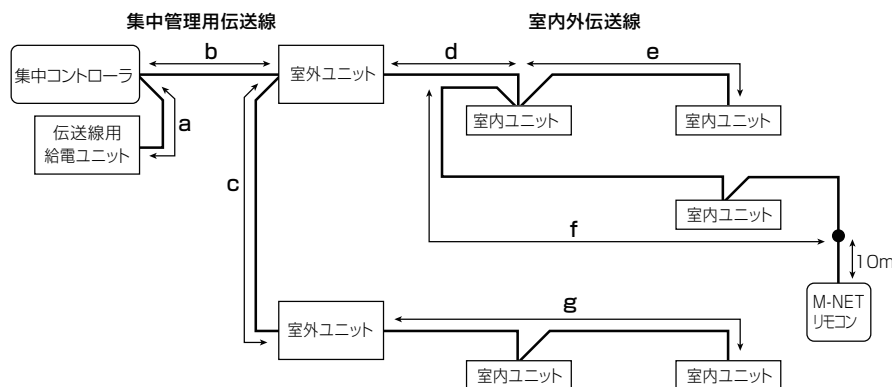 集中管理用伝送線
室内外伝送線
b
d
e
集中コントローラ
室外ユニット
a
伝送線用
給電ユニット
室内ユニット
室内ユニット
c
室内ユニット
f
10m
M-NET
リモコン
g
室外ユニット
室内ユニット
室内ユニット